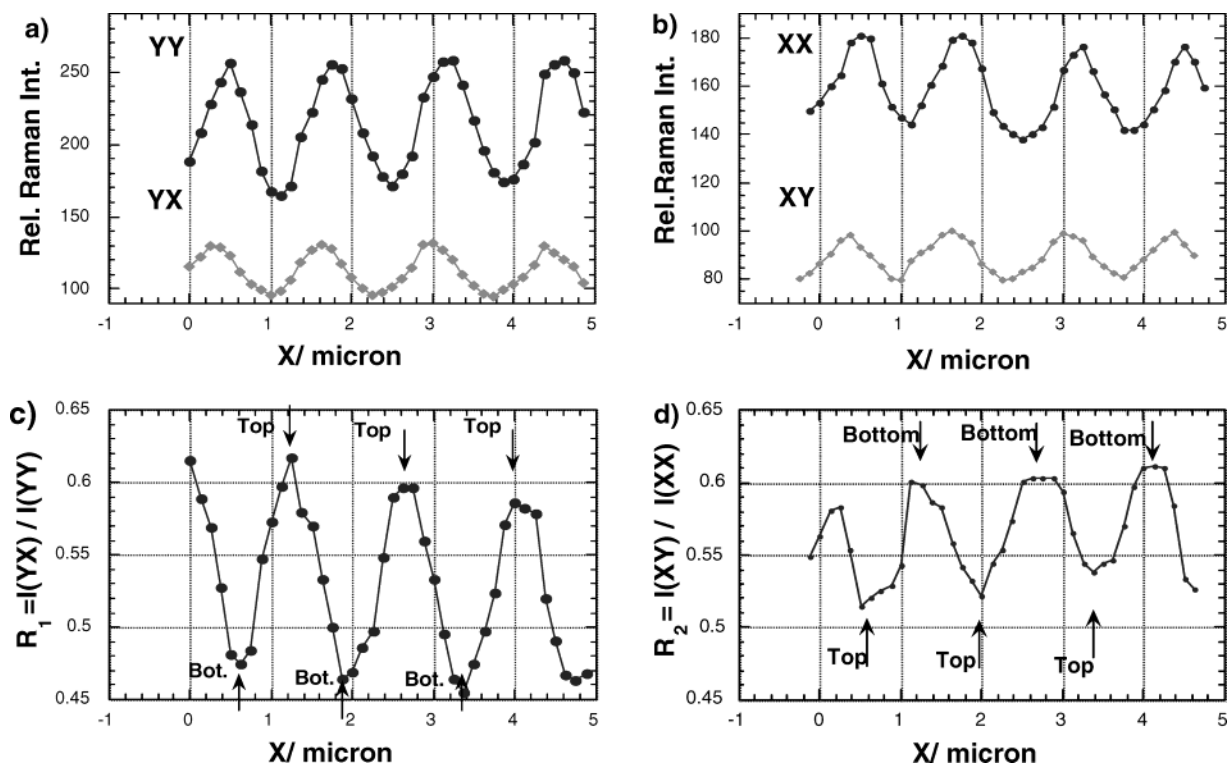 a)
YY
YX
Rel. Raman Int.
250
200
150
100
-1 0 1 2 3 4 5
X/ micron
b)
XX
XY
Rel.Raman Int.
180
160
140
120
100
80
-1 0 1 2 3 4 5
X/ micron
c)
0.65
0.6
0.55
0.5
0.45
R1 =I(YX) / I(YY)
Top Top Top
Bot. Bot. Bot.
-1 0 1 2 3 4 5
X/ micron
d)
0.65
0.6
0.55
0.5
0.45
R2 = I(XY) / I(XX)
Bottom Bottom Bottom
Top Top Top
-1 0 1 2 3 4 5
X/ micron